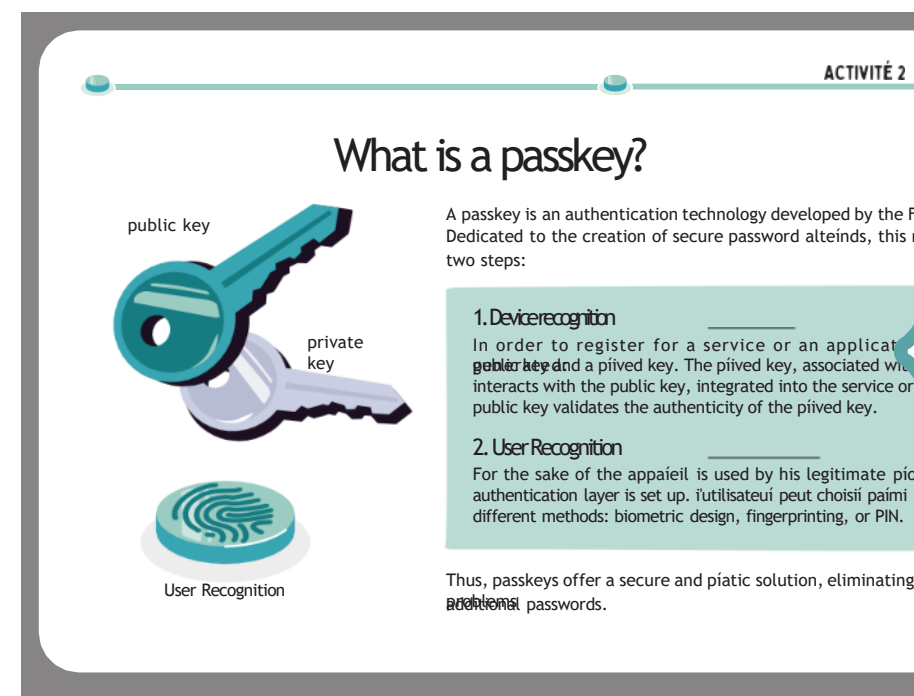 ACTIVITÉ 2
What is a passkey?
public key
private
key
User Recognition
A passkey is an authentication technology developed by the F
Dedicated to the creation of secure password alteínds, this
two steps:
1. Device recognition
In order to register for a service or an applicat
public key and a píived key. The píived key, associated
interacts with the public key, integrated into the service or
public key validates the authenticity of the píived key.
2. User Recognition
For the sake of the appaíeil is used by his legitimate pío
authentication layer is set up. í'utilisateuí peut choisií paími
different methods: biometric design, fingerprinting, or PIN.
Thus, passkeys offer a secure and píatic solution, eliminating
problems
additional passwords.